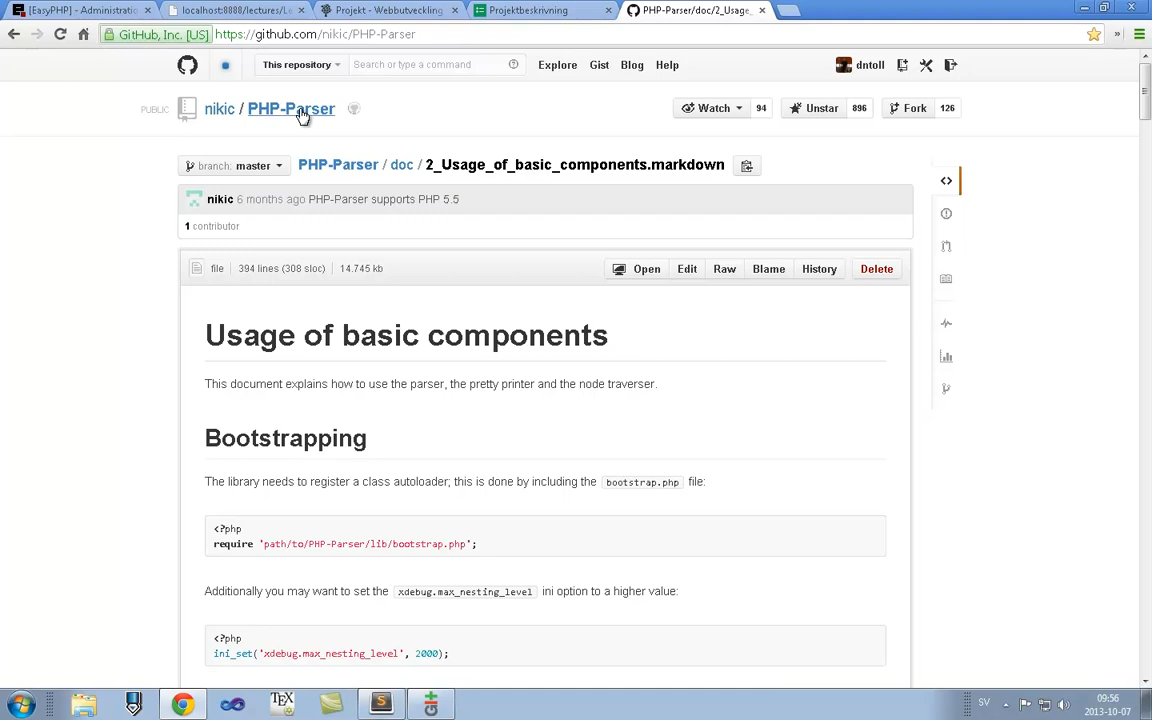 [EasyPHP] - Administratio
localhost:8888/lectures/Le
Projekt - Webbutveckling
Projektbeskrivning
PHP-Parser/doc/2_Usage_
GitHub, Inc. [US]
https://github.com/nikic/PHP-Parser
This repository
Search or type a command
Explore
Gist
Blog
Help
dntoll
PUBLIC
nikic / PHP-Parser
Watch
94
Unstar
896
Fork
126
branch: master
PHP-Parser / doc / 2_Usage_of_basic_components.markdown
nikic 6 months ago PHP-Parser supports PHP 5.5
1 contributor
file
394 lines (308 sloc)
14.745 kb
Open
Edit
Raw
Blame
History
Delete
Usage of basic components
This document explains how to use the parser, the pretty printer and the node traverser.
Bootstrapping
The library needs to register a class autoloader; this is done by including the bootstrap.php file:
<?php
require 'path/to/PHP-Parser/lib/bootstrap.php';
Additionally you may want to set the xdebug.max_nesting_level ini option to a higher value:
<?php
ini_set('xdebug.max_nesting_level', 2000);
TEX
S
SV
09:56
2013-10-07